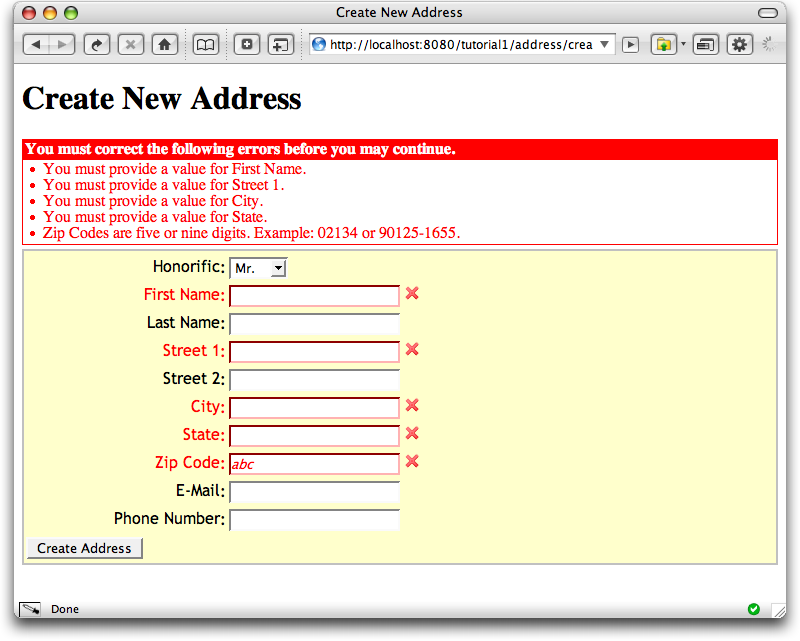 Create New Address
http://localhost:8080/tutorial1/address/crea
Create New Address
You must correct the following errors before you may continue.
You must provide a value for First Name.
You must provide a value for Street 1.
You must provide a value for City.
You must provide a value for State.
Zip Codes are five or nine digits. Example: 02134 or 90125-1655.
Honorific: Mr.
First Name:
Last Name:
Street 1:
Street 2:
City:
State:
Zip Code: abc
E-Mail:
Phone Number:
Create Address
Done